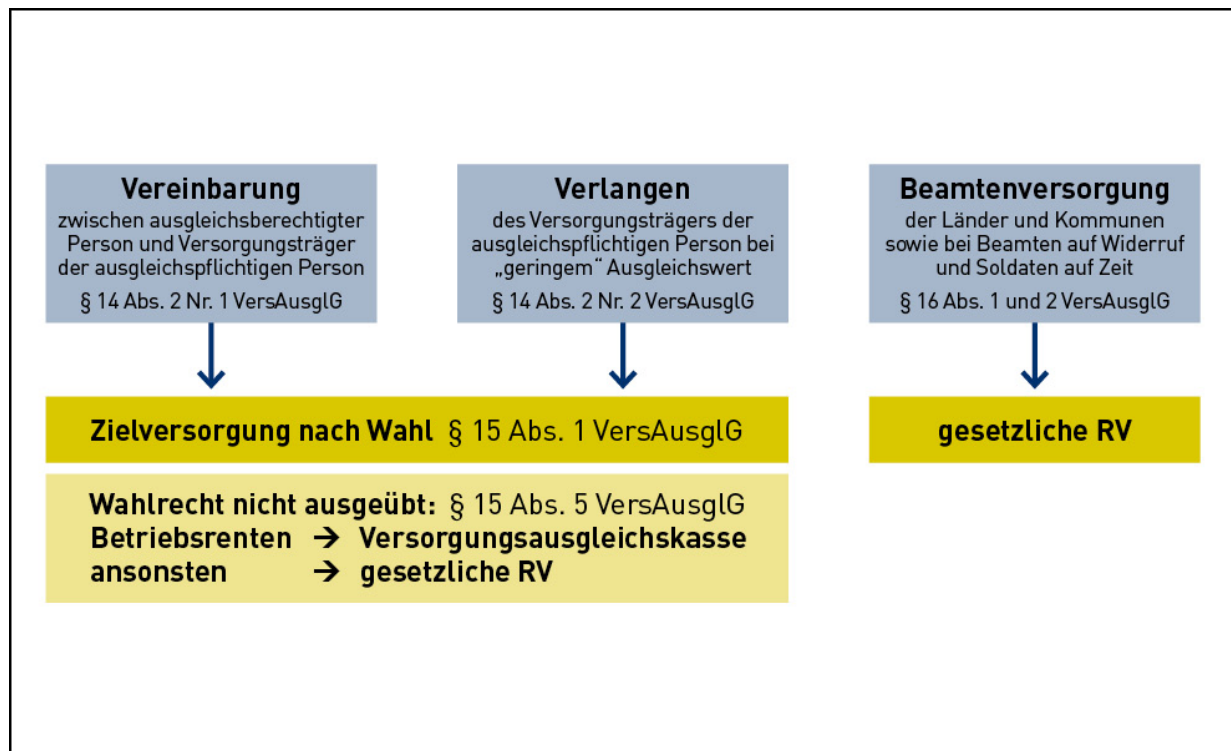 Vereinbarung
zwischen ausgleichsberechtigter
Person und Versorgungsträger
der ausgleichspflichtigen Person
§ 14 Abs. 2 Nr. 1 VersAusglG
Verlangen
des Versorgungsträgers der
ausgleichspflichtigen Person bei
„geringem“ Ausgleichswert
§ 14 Abs. 2 Nr. 2 VersAusglG
Beamtenversorgung
der Länder und Kommunen
sowie bei Beamten auf Widerruf
und Soldaten auf Zeit
§ 16 Abs. 1 und 2 VersAusglG
Zielversorgung nach Wahl § 15 Abs. 1 VersAusglG
gesetzliche RV
Wahlrecht nicht ausgeübt: § 15 Abs. 5 VersAusglG
Betriebsrenten → Versorgungsausgleichskasse
ansonsten → gesetzliche RV